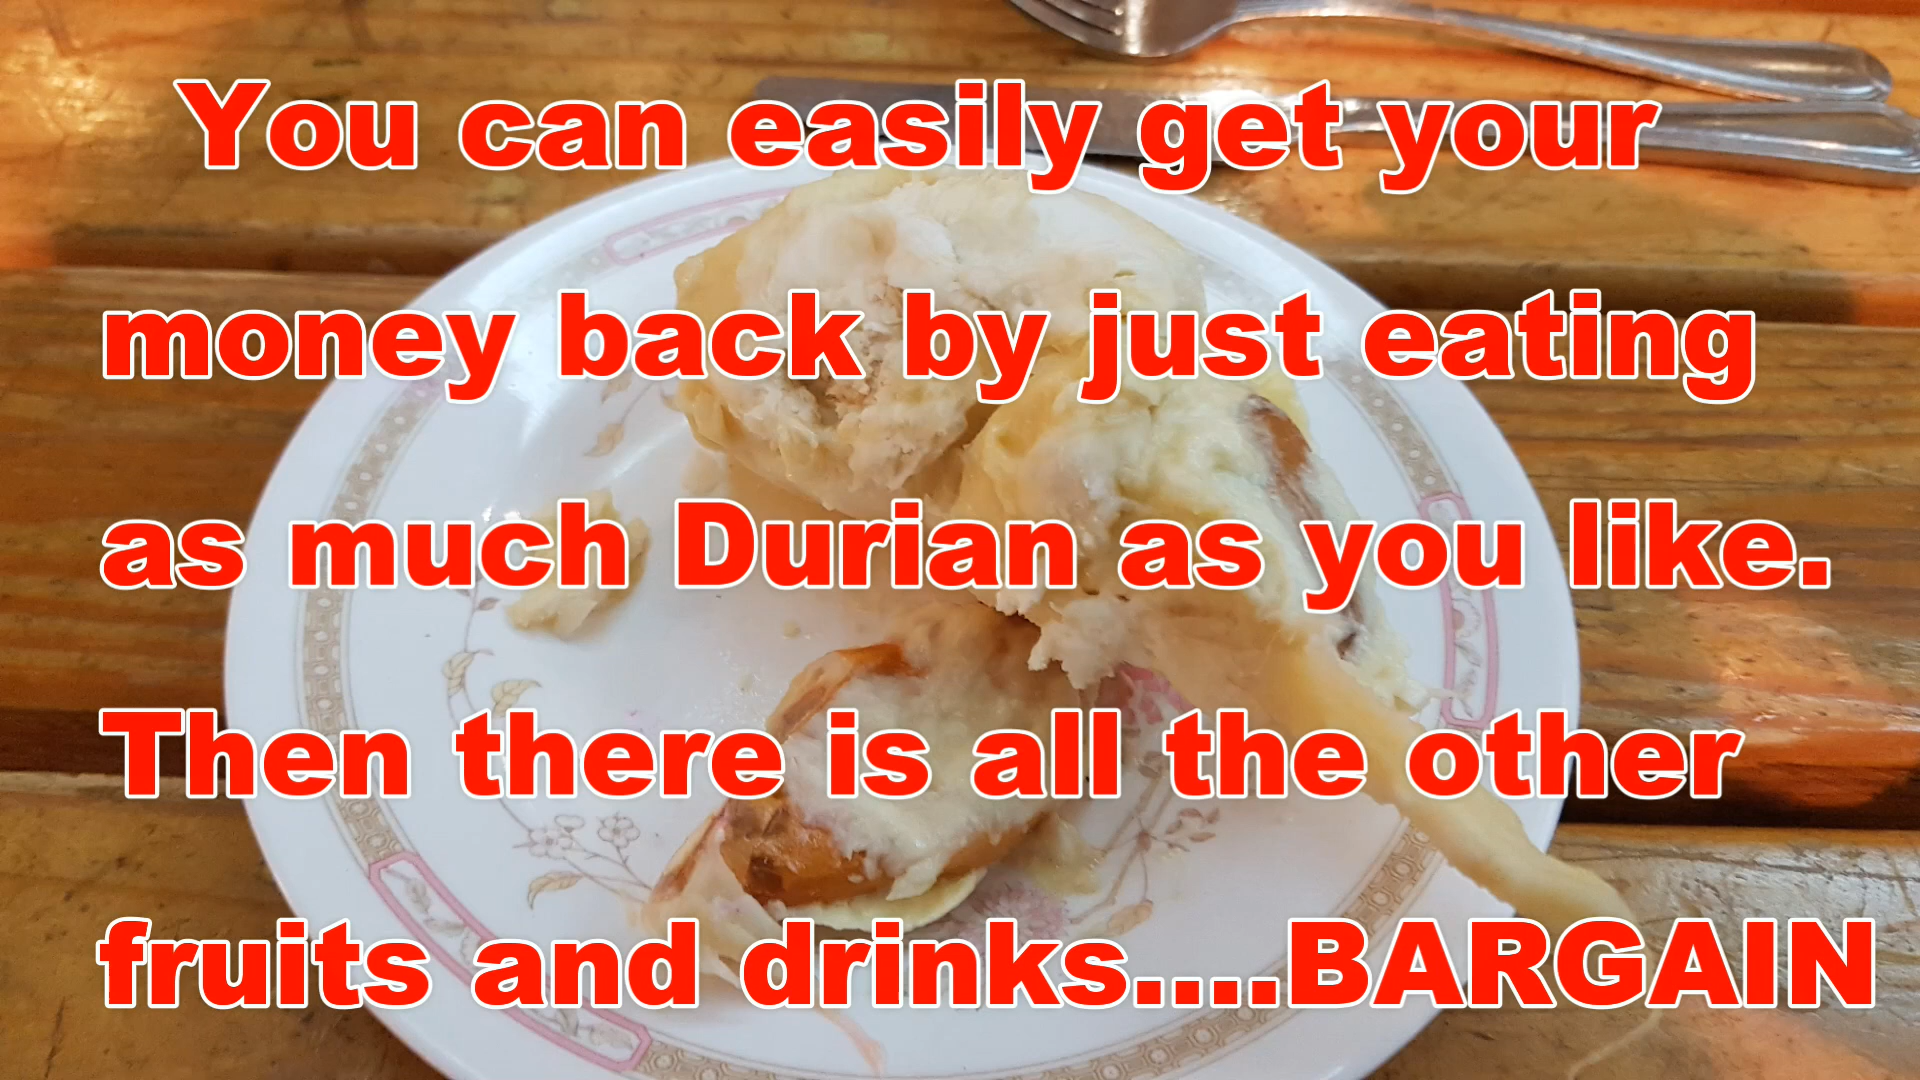 You can easily get your
money back by just eating
as much Durian as you like.
Then there is all the other
fruits and drinks....BARGAIN